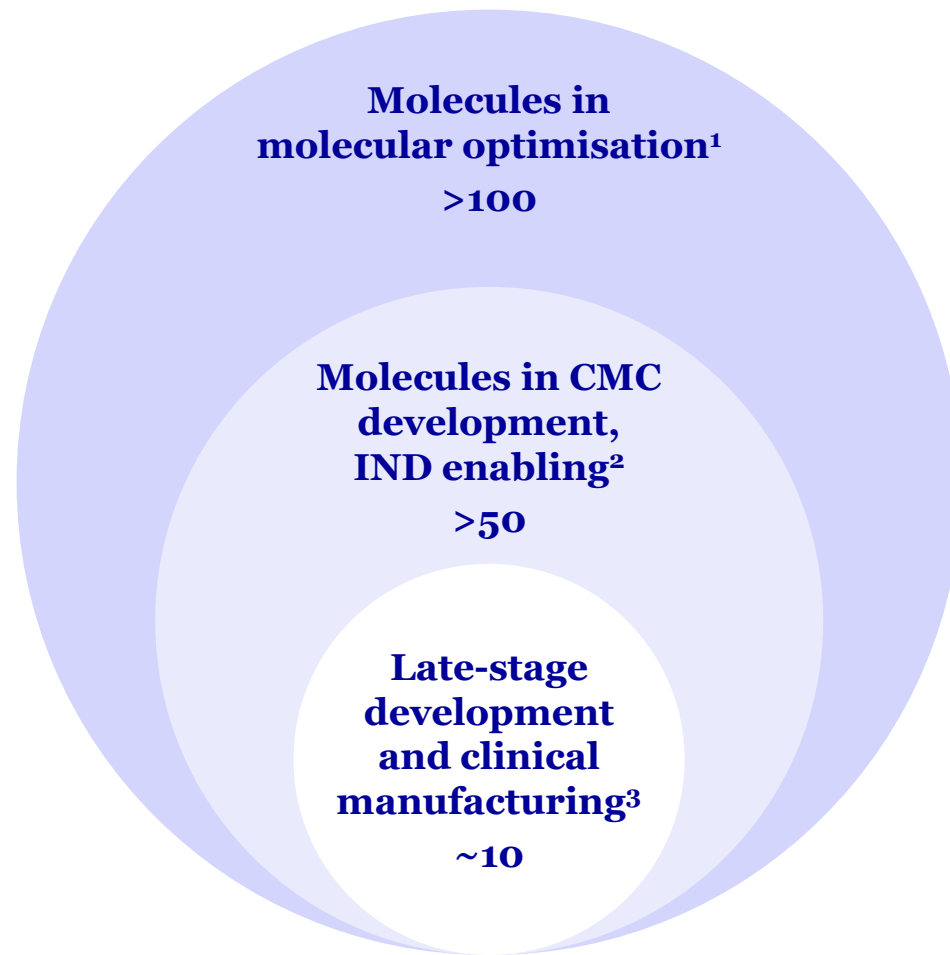 Molecules in
molecular optimisation¹
>100
Molecules in CMC
development,
IND enabling²
>50
Late-stage
development
and clinical
manufacturing³
~10